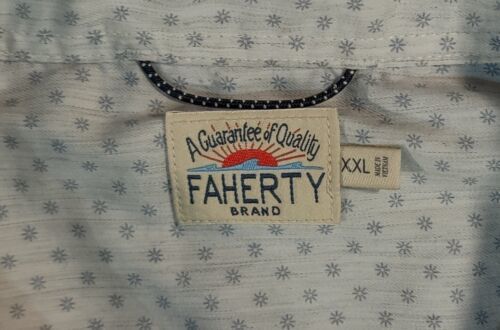 A Guarantee of Quality
FAHERTY
BRAND
XXL
MADE IN
VIETNAM